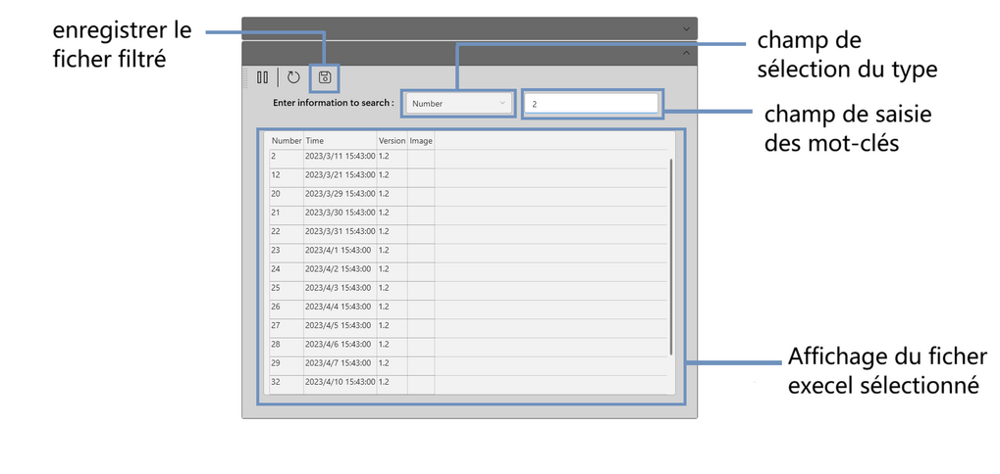 enregistrer le
ficher filtré
champ de
sélection du type
Enter information to search :
Number
2
champ de saisie
des mot-clés
Number Time Version Image
2 2023/3/11 15:43:00 1.2
12 2023/3/21 15:43:00 1.2
20 2023/3/29 15:43:00 1.2
21 2023/3/30 15:43:00 1.2
22 2023/3/31 15:43:00 1.2
23 2023/4/1 15:43:00 1.2
24 2023/4/2 15:43:00 1.2
25 2023/4/3 15:43:00 1.2
26 2023/4/4 15:43:00 1.2
27 2023/4/5 15:43:00 1.2
28 2023/4/6 15:43:00 1.2
29 2023/4/7 15:43:00 1.2
32 2023/4/10 15:43:00 1.2
Affichage du ficher
execel sélectionné